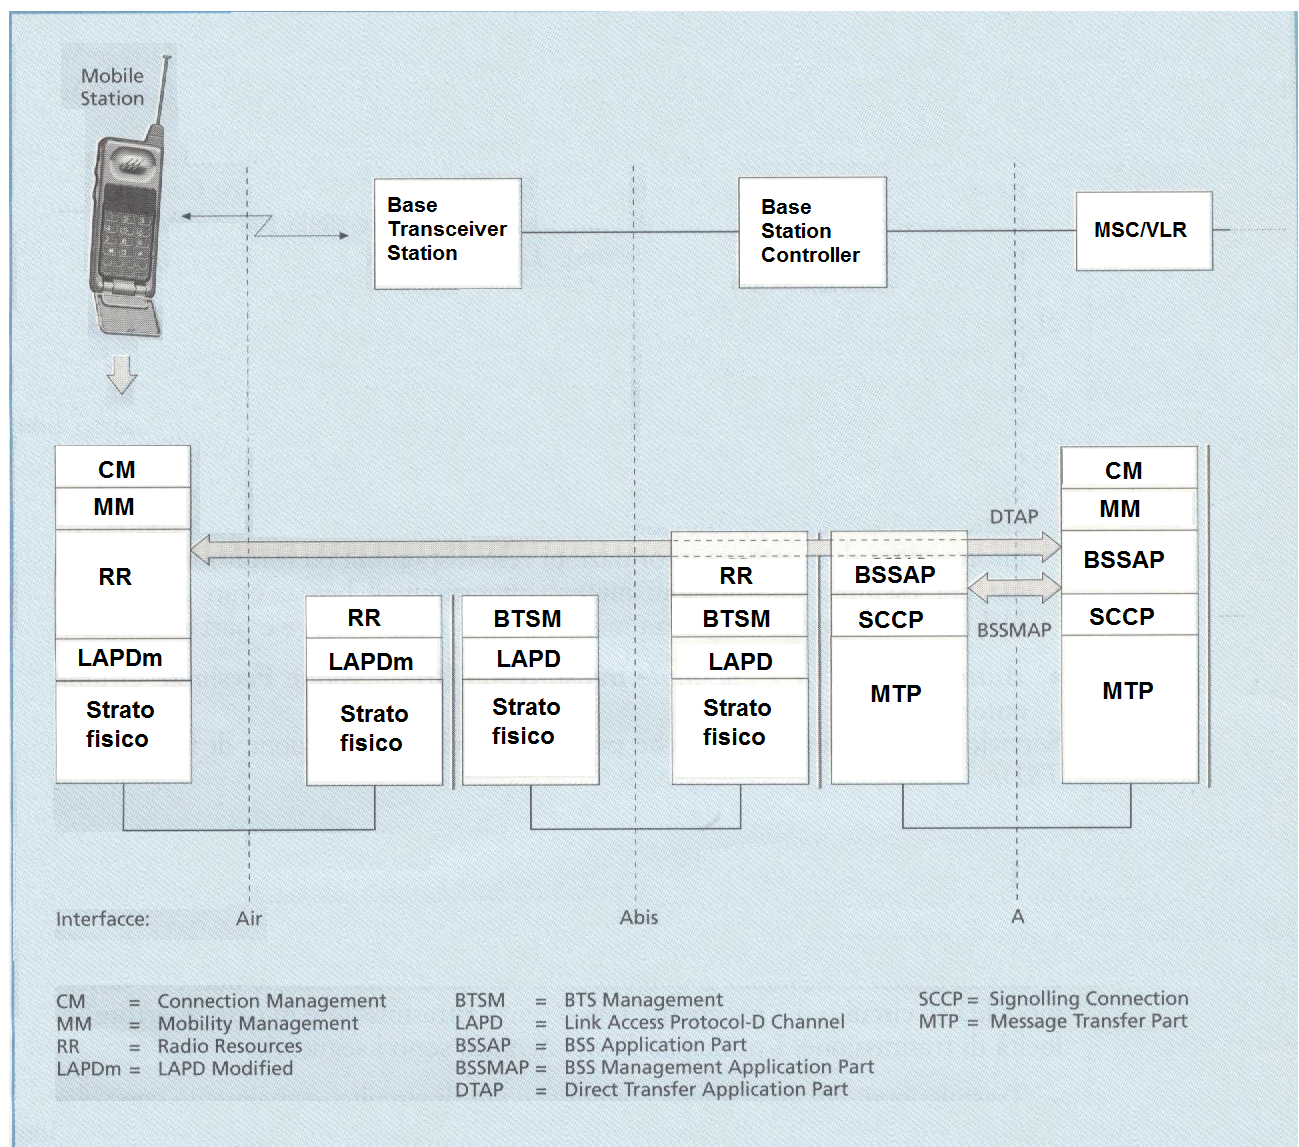 Mobile
Station
Base
Transceiver
Station
Base
Station
Controller
MSC/VLR
CM
MM
RR
LAPDm
Strato
fisico
RR
LAPDm
Strato
fisico
BTSM
LAPD
Strato
fisico
RR
BTSM
LAPD
Strato
fisico
BSSAP
SCCP
MTP
DTAP
BSSMAP
CM
MM
BSSAP
SCCP
MTP
Interfacce:
Air
Abis
A
CM = Connection Management
MM = Mobility Management
RR = Radio Resources
LAPDm = LAPD Modified
BTSM = BTS Management
LAPD = Link Access Protocol-D Channel
BSSAP = BSS Application Part
BSSMAP = BSS Management Application Part
DTAP = Direct Transfer Application Part
SCCP = Signolling Connection
MTP = Message Transfer Part